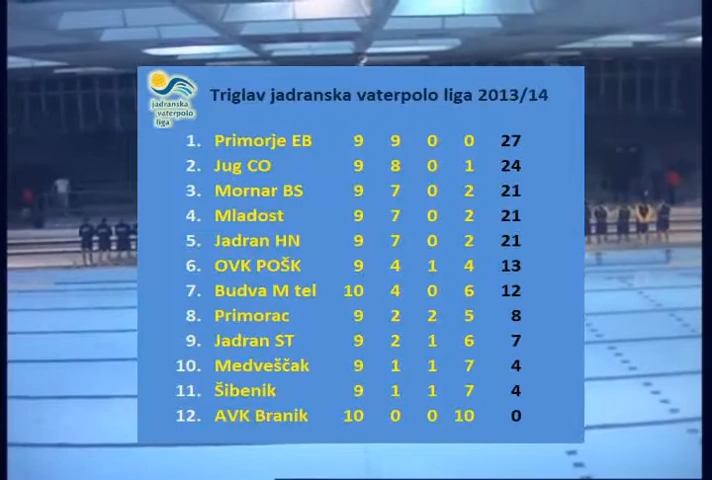 jadranska
vaterpolo
liga
Triglav jadranska vaterpolo liga 2013/14
1. Primorje EB 9 9 0 0 27
2. Jug CO 9 8 0 1 24
3. Mornar BS 9 7 0 2 21
4. Mladost 9 7 0 2 21
5. Jadran HN 9 7 0 2 21
6. OVK POŠK 9 4 1 4 13
7. Budva M tel 10 4 0 6 12
8. Primorac 9 2 2 5 8
9. Jadran ST 9 2 1 6 7
10. Medveščak 9 1 1 7 4
11. Šibenik 9 1 1 7 4
12. AVK Branik 10 0 0 10 0